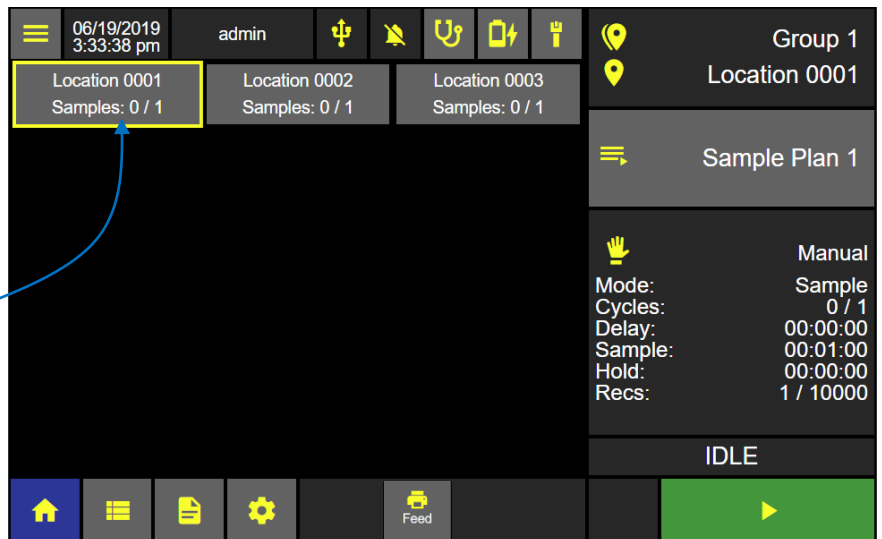 06/19/2019
3:33:38 pm
admin
Location 0001
Samples: 0 / 1
Location 0002
Samples: 0 / 1
Location 0003
Samples: 0 / 1
Group 1
Location 0001
Sample Plan 1
Manual
Mode: Sample
Cycles: 0 / 1
Delay: 00:00:00
Sample: 00:01:00
Hold: 00:00:00
Recs: 1 / 10000
IDLE
Feed